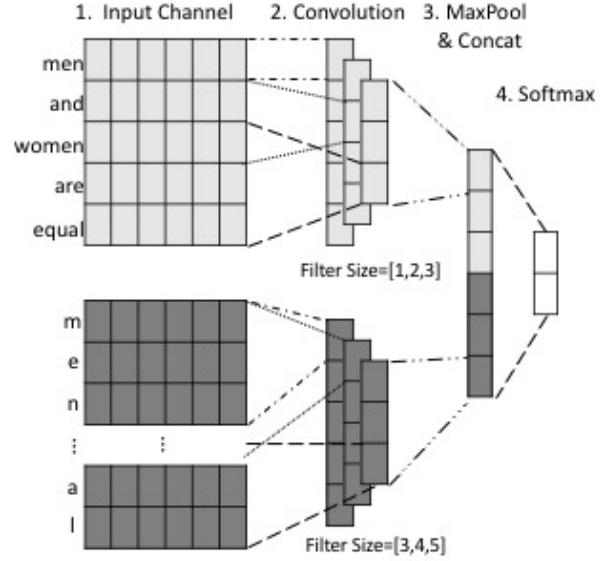 1. Input Channel
2. Convolution
3. MaxPool
& Concat
4. Softmax
men
and
women
are
equal
Filter Size=[1,2,3]
m
e
n
...
...
a
l
Filter Size=[3,4,5]